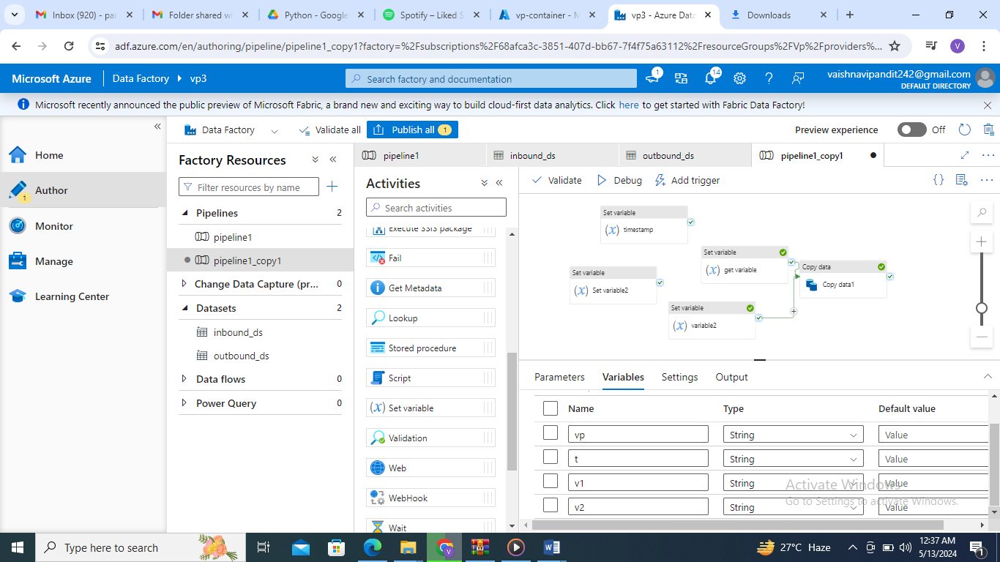 Inbox (920) - pa
Folder shared wi
Python - Google
Spotify – Liked S
vp-container - M
vp3 - Azure Data
Downloads
adf.azure.com/en/authoring/pipeline/pipeline1_copy1?factory=%2Fsubscriptions%2F68afca3c-3851-407d-bb67-7f4f75a63112%2FresourceGroups%2FVp%2Fproviders%...
V
Microsoft Azure
Data Factory
vp3
Search factory and documentation
1
14
vaishnavipandit242@gmail.com
DEFAULT DIRECTORY
Microsoft recently announced the public preview of Microsoft Fabric, a brand new and exciting way to build cloud-first data analytics. Click here to get started with Fabric Data Factory!
Home
Author
1
Monitor
Manage
Learning Center
Data Factory
Validate all
Publish all 1
Preview experience
Off
Factory Resources
Filter resources by name
Pipelines 2
pipeline1
pipeline1_copy1
Change Data Capture (pr... 0
Datasets 2
inbound_ds
outbound_ds
Data flows 0
Power Query 0
pipeline1
inbound_ds
outbound_ds
pipeline1_copy1
Activities
Search activities
Execute SSIS package
Fail
Get Metadata
Lookup
Stored procedure
Script
(x) Set variable
Validation
Web
WebHook
Wait
Validate
Debug
Add trigger
{}
Set variable
(x) timestamp
Set variable
(x) get variable
Copy data
Copy data1
Set variable
(x) Set variable2
Set variable
(x) variable2
Parameters
Variables
Settings
Output
Name Type Default value
vp String Value
t String Value
v1 String Value
v2 String Value
Activate Windows
Go to Settings to activate Windows.
Type here to search
V
W
27°C Haze
12:37 AM
5/13/2024
1